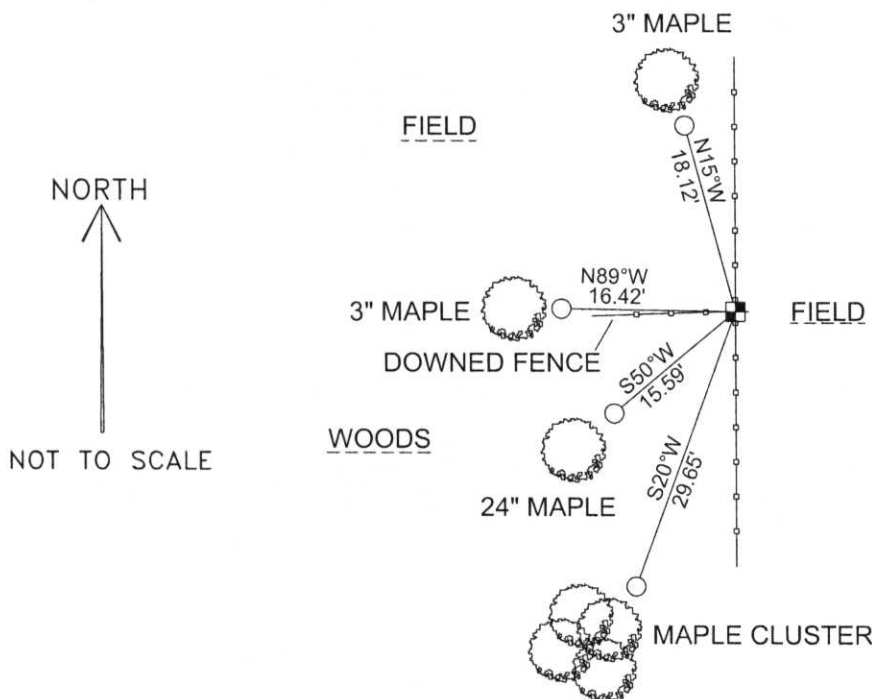 3" MAPLE
FIELD
N15°W
18.12'
NORTH
N89°W
16.42'
3" MAPLE
FIELD
DOWNED FENCE
S50°W
15.59'
WOODS
NOT TO SCALE
S20°W
29.65'
24" MAPLE
MAPLE CLUSTER